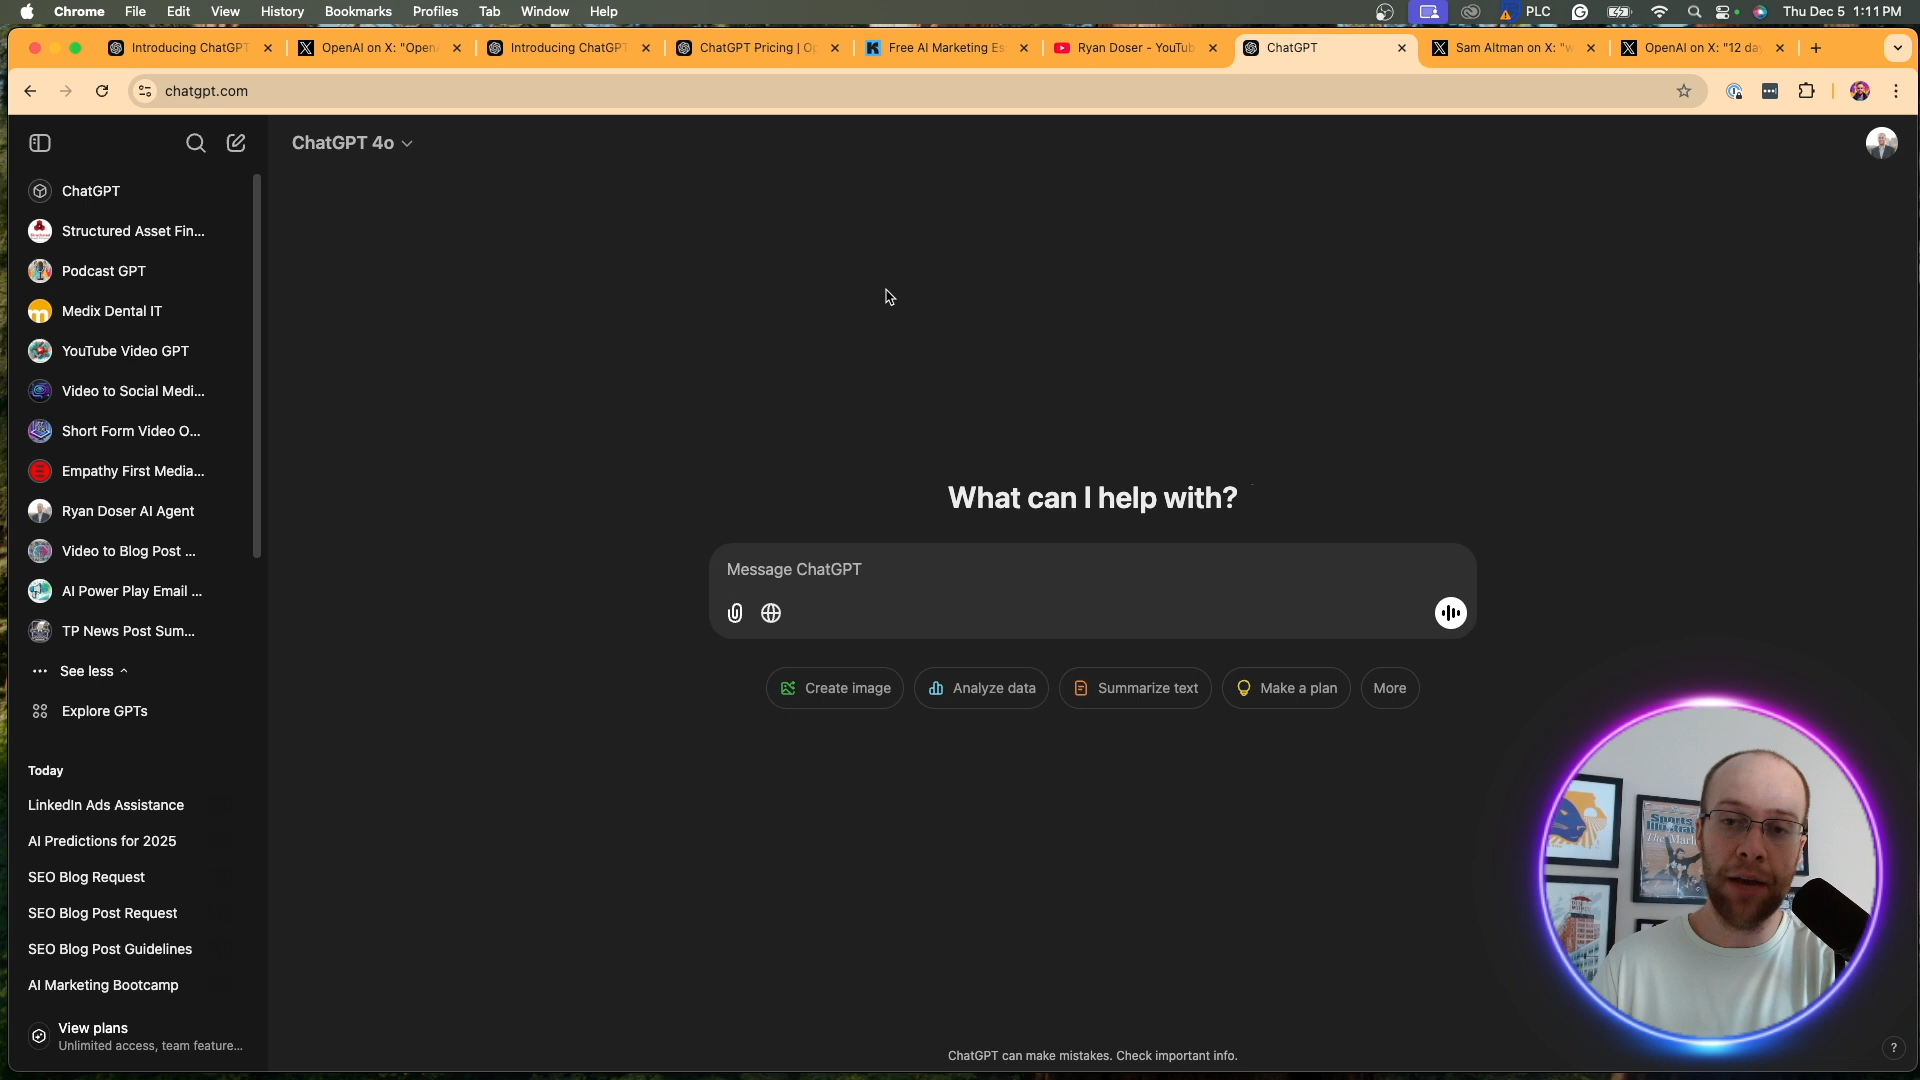 Chrome File Edit View History Bookmarks Profiles Tab Window Help PLC Thu Dec 5 1:11 PM
Introducing ChatGPT OpenAI on X: "Open Introducing ChatGPT ChatGPT Pricing | Op Free AI Marketing Es Ryan Doser - YouTub ChatGPT Sam Altman on X: "w OpenAI on X: "12 da
chatgpt.com
ChatGPT 4o
ChatGPT
Structured Asset Fin...
Podcast GPT
Medix Dental IT
YouTube Video GPT
Video to Social Medi...
Short Form Video O...
Empathy First Media...
Ryan Doser AI Agent
Video to Blog Post ...
AI Power Play Email ...
TP News Post Sum...
See less
Explore GPTs
Today
LinkedIn Ads Assistance
AI Predictions for 2025
SEO Blog Request
SEO Blog Post Request
SEO Blog Post Guidelines
AI Marketing Bootcamp
View plans
Unlimited access, team feature...
What can I help with?
Message ChatGPT
Create image Analyze data Summarize text Make a plan More
Sports
Illustrated
ChatGPT can make mistakes. Check important info.
?